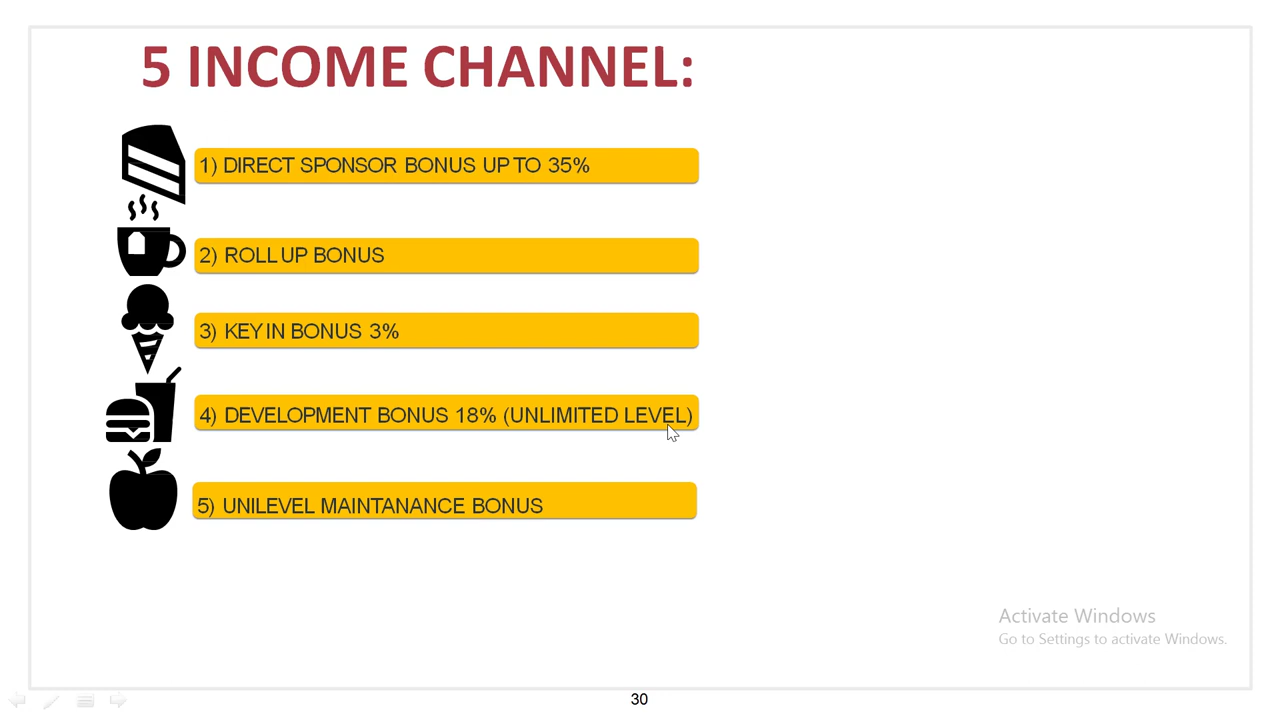 5 INCOME CHANNEL:
1) DIRECT SPONSOR BONUS UP TO 35%
2) ROLL UP BONUS
3) KEY IN BONUS 3%
4) DEVELOPMENT BONUS 18% (UNLIMITED LEVEL)
5) UNILEVEL MAINTANANCE BONUS
Activate Windows
Go to Settings to activate Windows.
30